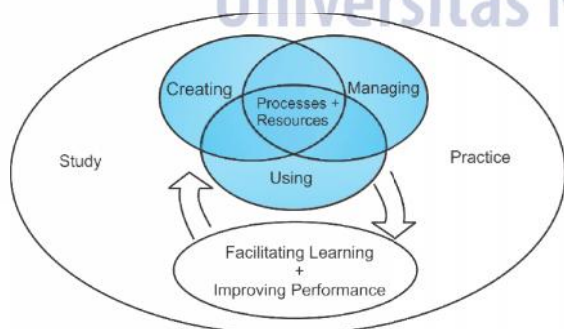 Universitas
Creating
Managing
Processes +
Resources
Study
Practice
Using
Facilitating Learning
+
Improving Performance